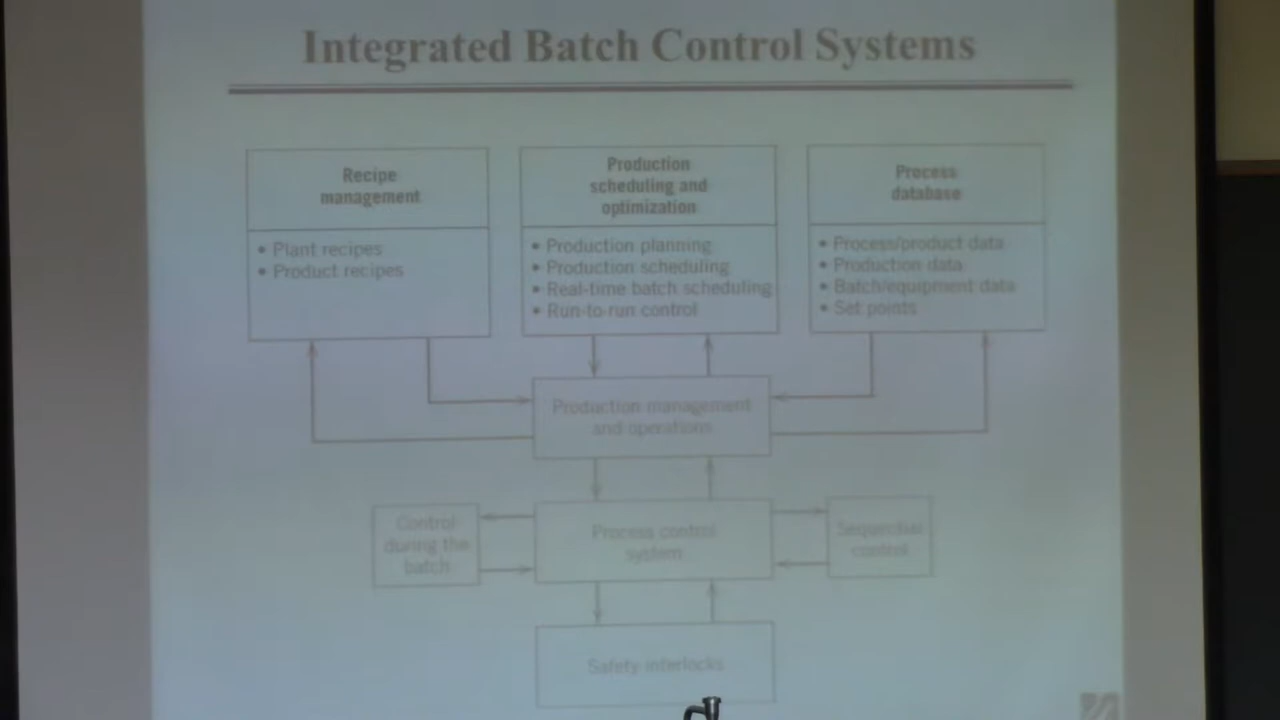 Integrated Batch Control Systems
Recipe
management
• Plant recipes
• Product recipes
Production
scheduling and
optimization
• Production planning
• Production scheduling
• Real-time batch scheduling
• Run-to-run control
Process
database
• Process/product data
• Production data
• Batch/equipment data
• Set points
Production management
and operations
Control
during the
batch
Process control
system
Sequential
control
Safety interlocks